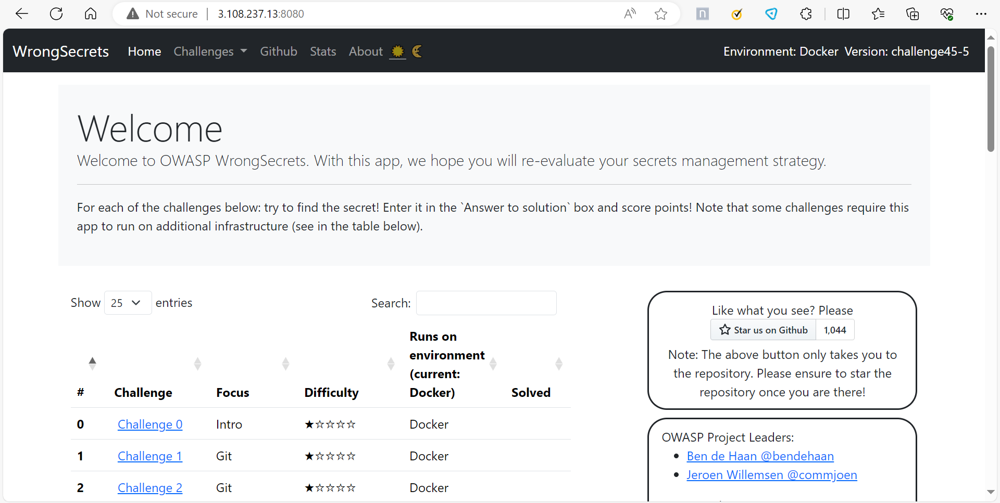 Not secure 3.108.237.13:8080
WrongSecrets Home Challenges Github Stats About Environment: Docker Version: challenge45-5
Welcome
Welcome to OWASP WrongSecrets. With this app, we hope you will re-evaluate your secrets management strategy.
For each of the challenges below: try to find the secret! Enter it in the `Answer to solution` box and score points! Note that some challenges require this
app to run on additional infrastructure (see in the table below).
Show 25 entries Search:
# Challenge Focus Difficulty Runs on
environment
(current:
Docker) Solved
0 Challenge 0 Intro ★☆☆☆☆ Docker
1 Challenge 1 Git ★☆☆☆☆ Docker
2 Challenge 2 Git ★☆☆☆☆ Docker
Like what you see? Please
Star us on Github 1,044
Note: The above button only takes you to
the repository. Please ensure to star the
repository once you are there!
OWASP Project Leaders:
• Ben de Haan @bendehaan
• Jeroen Willemsen @commjoen